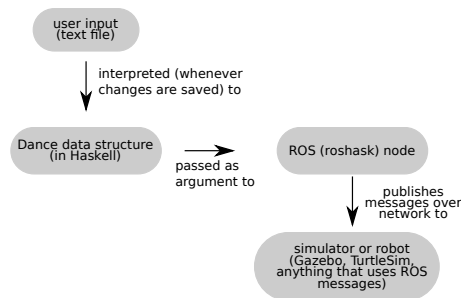 user input
(text file)
interpreted (whenever
changes are saved) to
Dance data structure
(in Haskell)
passed as
argument to
ROS (roshask) node
publishes
messages over
network to
simulator or robot
(Gazebo, TurtleSim,
anything that uses ROS
messages)